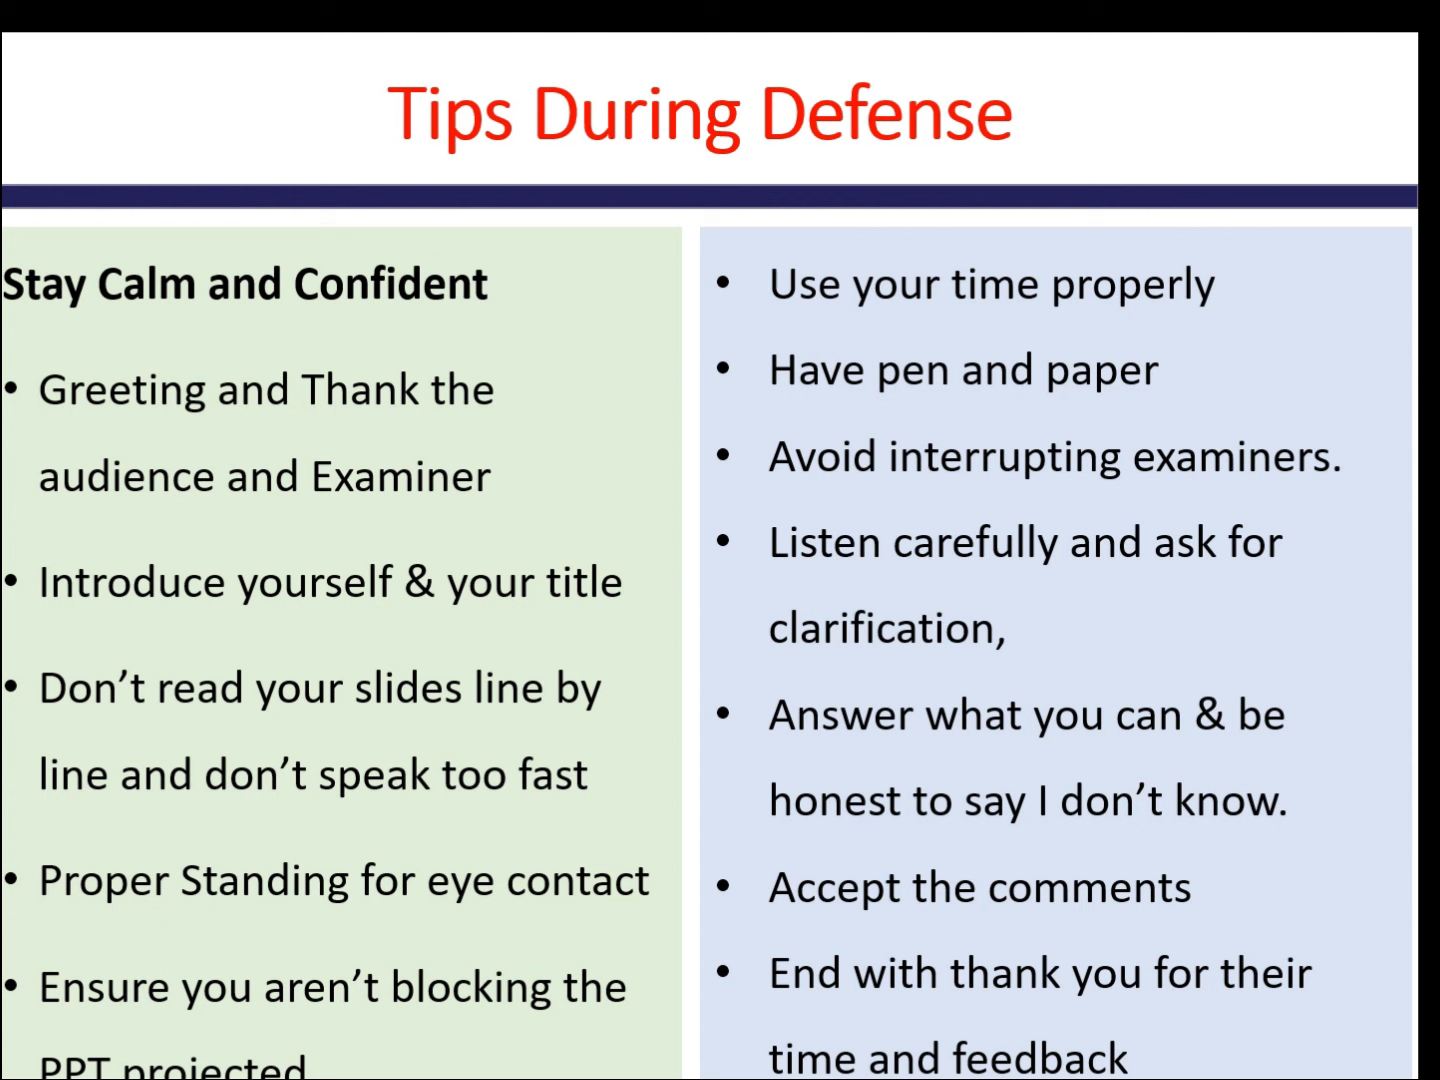 Tips During Defense
Stay Calm and Confident
• Greeting and Thank the
audience and Examiner
• Introduce yourself & your title
• Don’t read your slides line by
line and don’t speak too fast
• Proper Standing for eye contact
• Ensure you aren’t blocking the
PPT projected
• Use your time properly
• Have pen and paper
• Avoid interrupting examiners.
• Listen carefully and ask for
clarification,
• Answer what you can & be
honest to say I don’t know.
• Accept the comments
• End with thank you for their
time and feedback